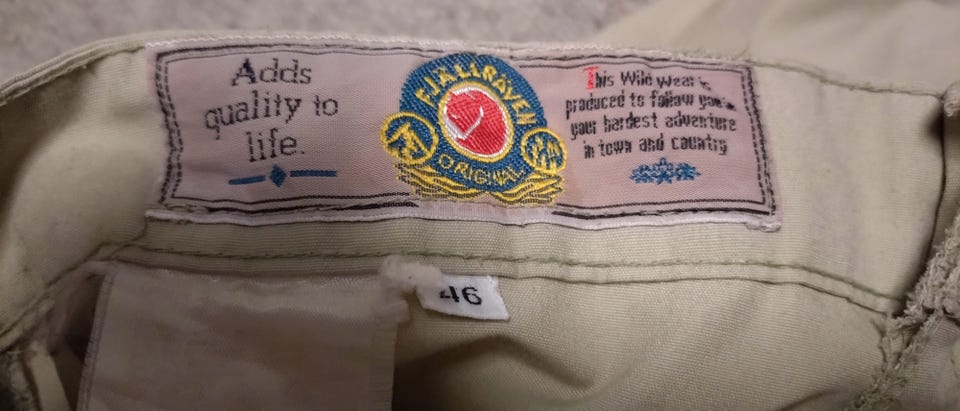 Adds
quality to
life.
FJÄLLRÄVEN
ORIGINAL
This Wild wear is
produced to follow you in
your hardest adventure
in town and country
46